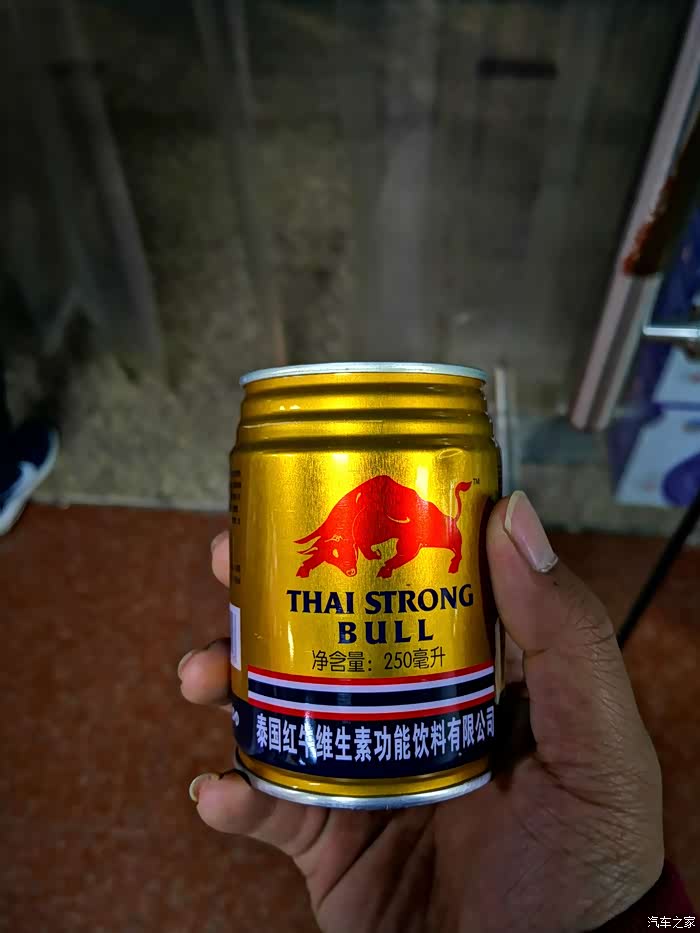 TM
THAI STRONG
BULL
净含量：250毫升
泰国红牛维生素功能饮料有限公司
汽车之家